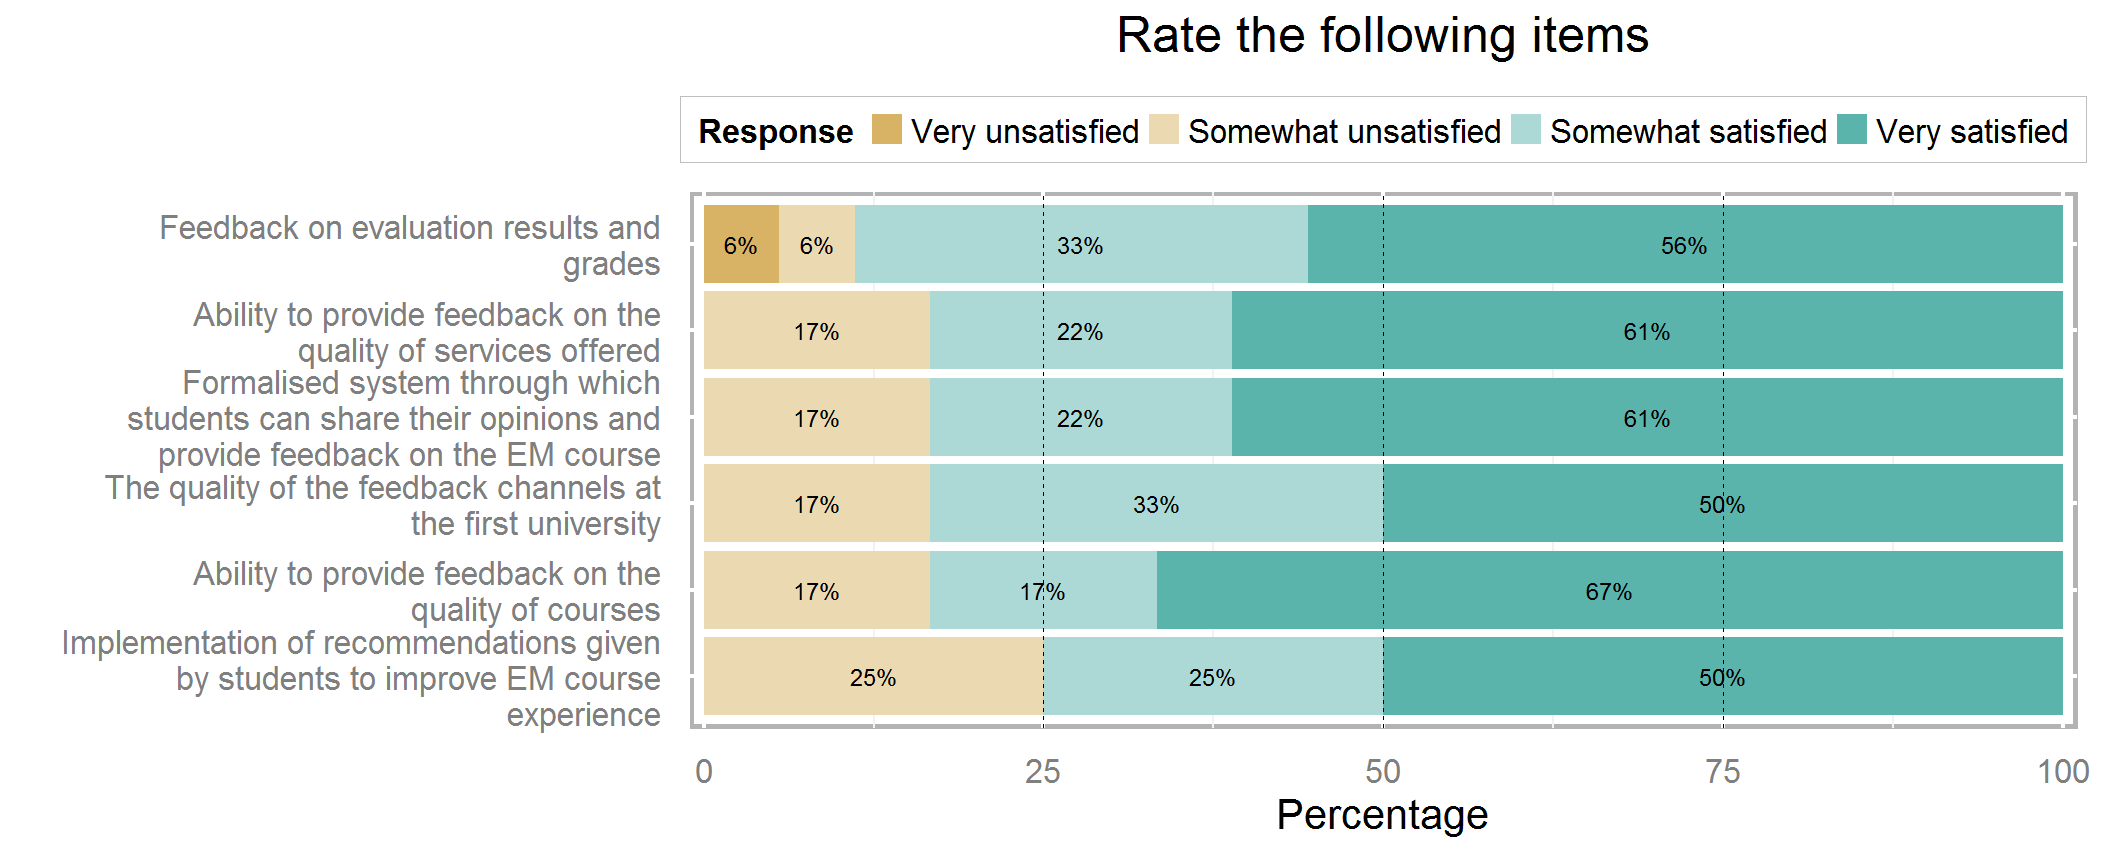 Rate the following items
Response Very unsatisfied Somewhat unsatisfied Somewhat satisfied Very satisfied
Feedback on evaluation results and
grades
6% 6% 33% 56%
Ability to provide feedback on the
quality of services offered
17% 22% 61%
Formalised system through which
students can share their opinions and
provide feedback on the EM course
17% 22% 61%
The quality of the feedback channels at
the first university
17% 33% 50%
Ability to provide feedback on the
quality of courses
17% 17% 67%
Implementation of recommendations given
by students to improve EM course
experience
25% 25% 50%
0 25 50 75 100
Percentage